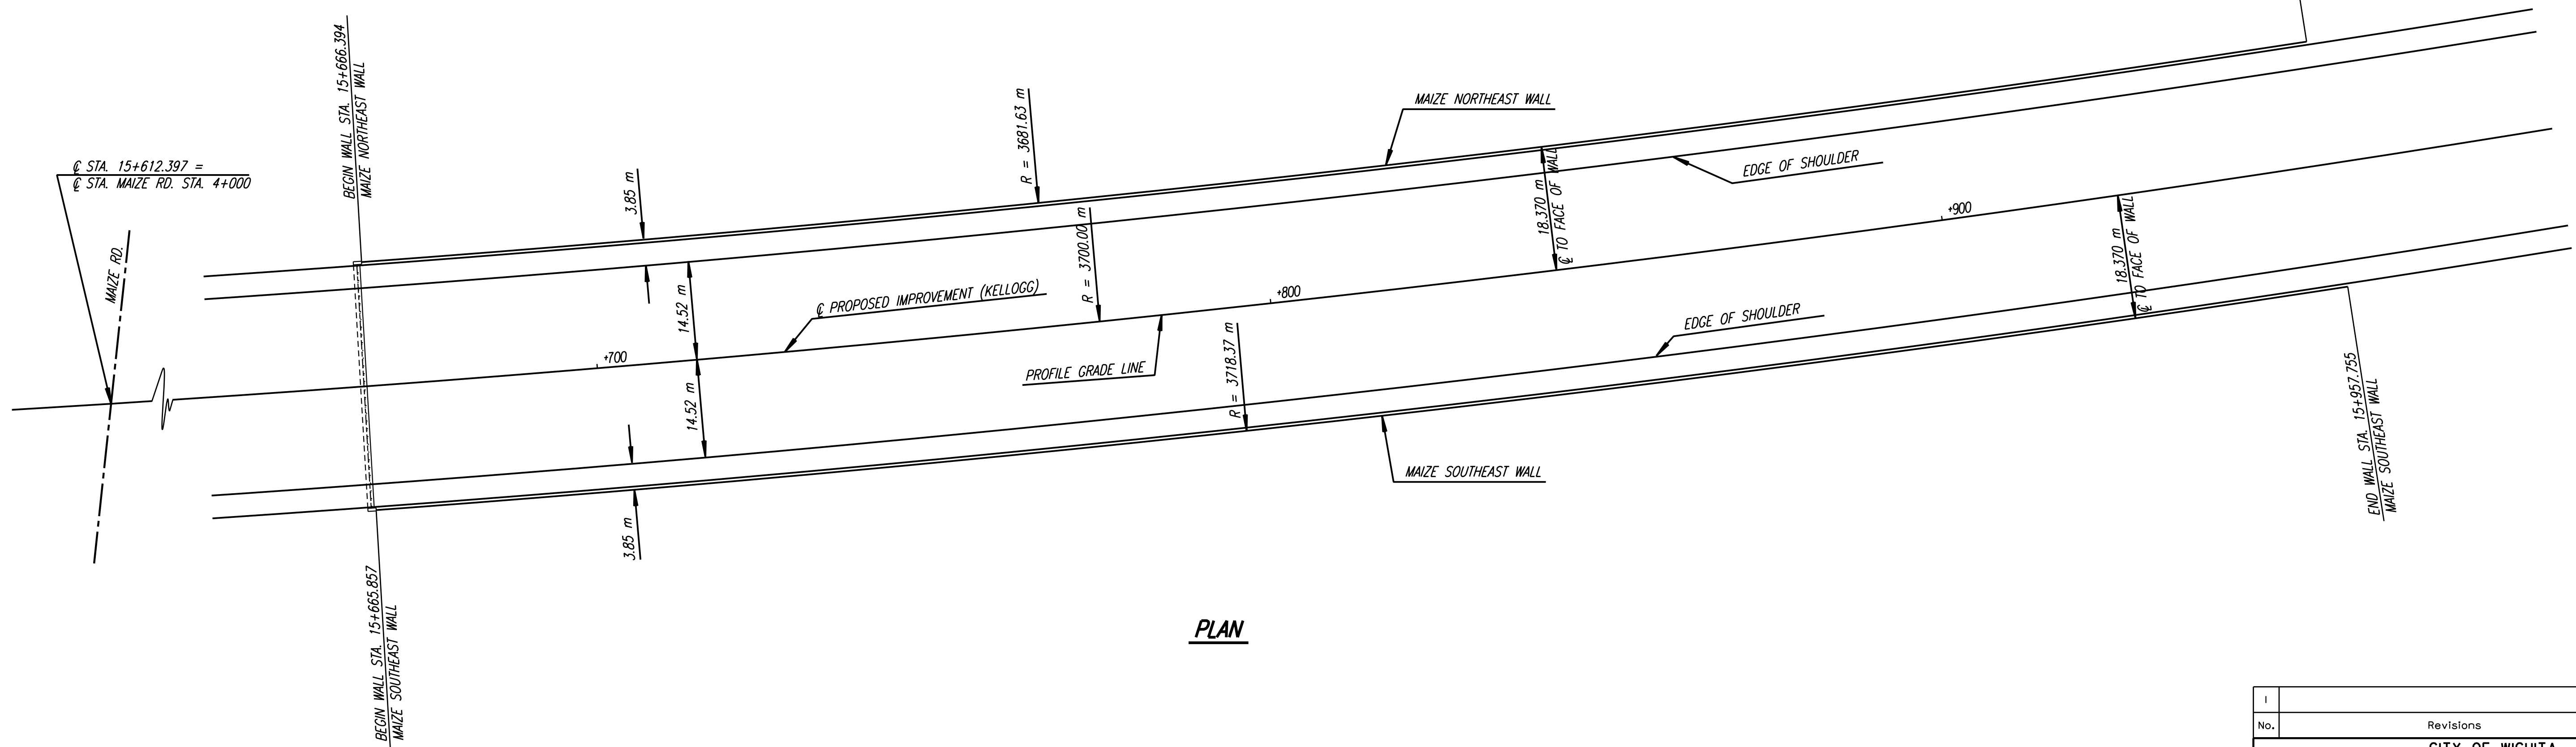 BEGIN WALL STA. 15+666.394
MAIZE NORTHEAST WALL
℄ STA. 15+612.397 =
℄ STA. MAIZE RD. STA. 4+000
MAIZE RD.
3.85 m
R = 3681.63 m
MAIZE NORTHEAST WALL
18.370 m
℄ TO FACE OF WALL
EDGE OF SHOULDER
+900
18.370 m
℄ TO FACE OF WALL
14.52 m
℄ PROPOSED IMPROVEMENT (KELLOGG)
R = 3700.00 m
+800
+700
PROFILE GRADE LINE
EDGE OF SHOULDER
14.52 m
R = 3718.37 m
MAIZE SOUTHEAST WALL
3.85 m
END WALL STA. 15+957.755
MAIZE SOUTHEAST WALL
BEGIN WALL STA. 15+665.857
MAIZE SOUTHEAST WALL
PLAN
1
No. Revisions
CITY OF WICHITA